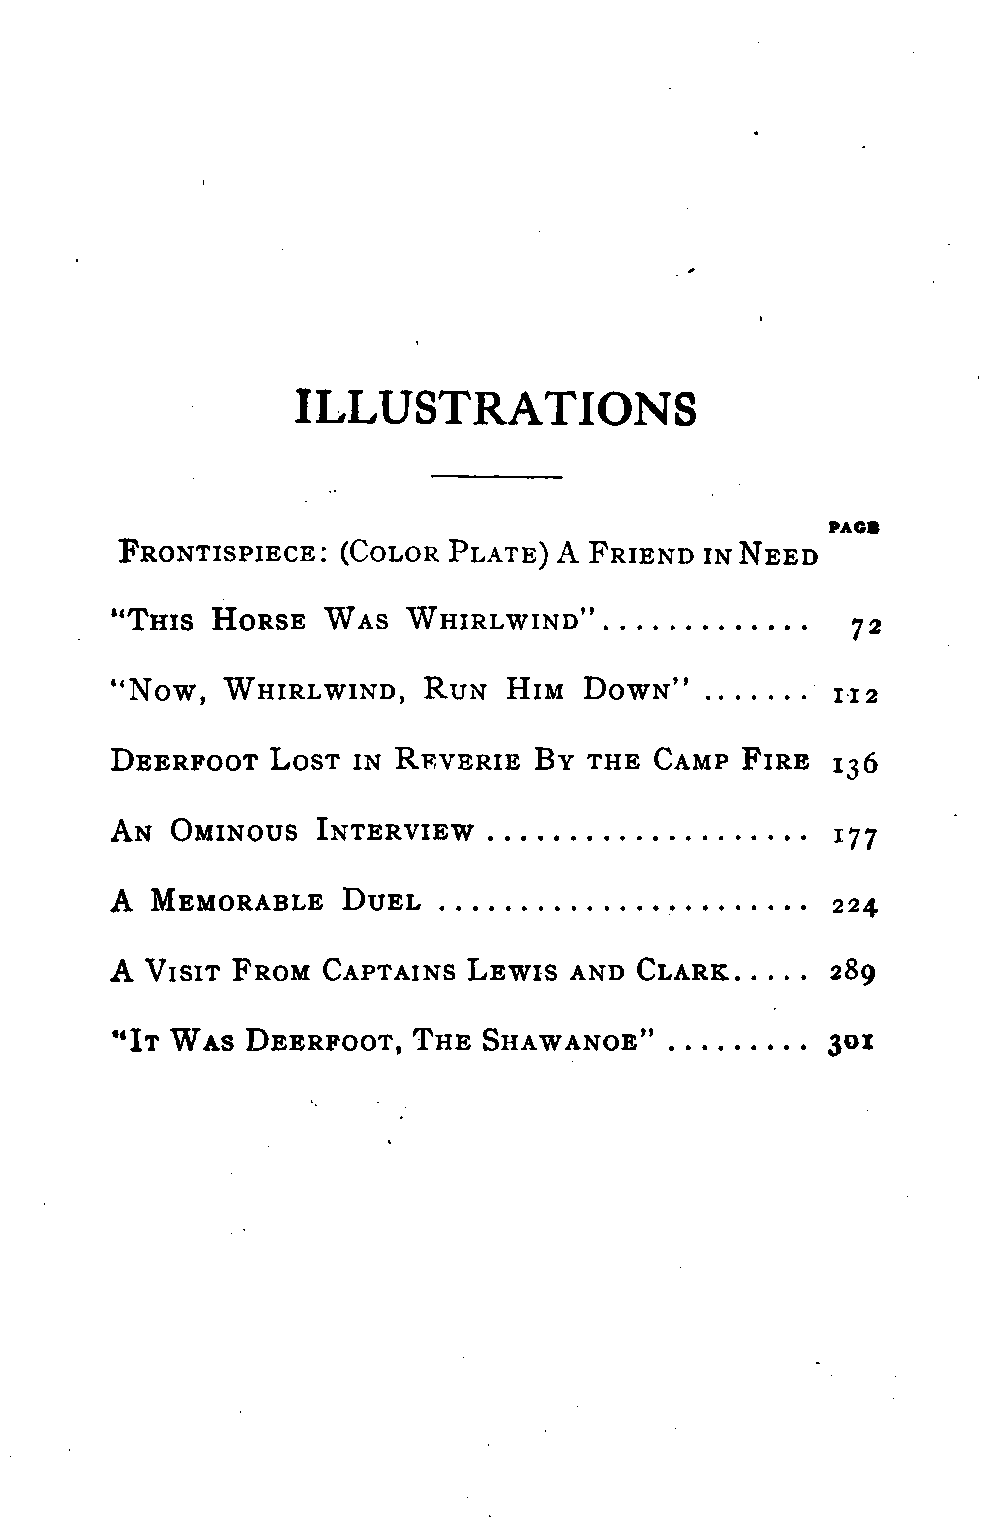 ILLUSTRATIONS
PAGE
FRONTISPIECE: (COLOR PLATE) A FRIEND IN NEED
"THIS HORSE WAS WHIRLWIND"............. 72
"NOW, WHIRLWIND, RUN HIM DOWN" ....... 112
DEERFOOT LOST IN REVERIE BY THE CAMP FIRE 136
AN OMINOUS INTERVIEW .................... 177
A MEMORABLE DUEL ....................... 224
A VISIT FROM CAPTAINS LEWIS AND CLARK..... 289
"IT WAS DEERFOOT, THE SHAWANOE" ......... 301